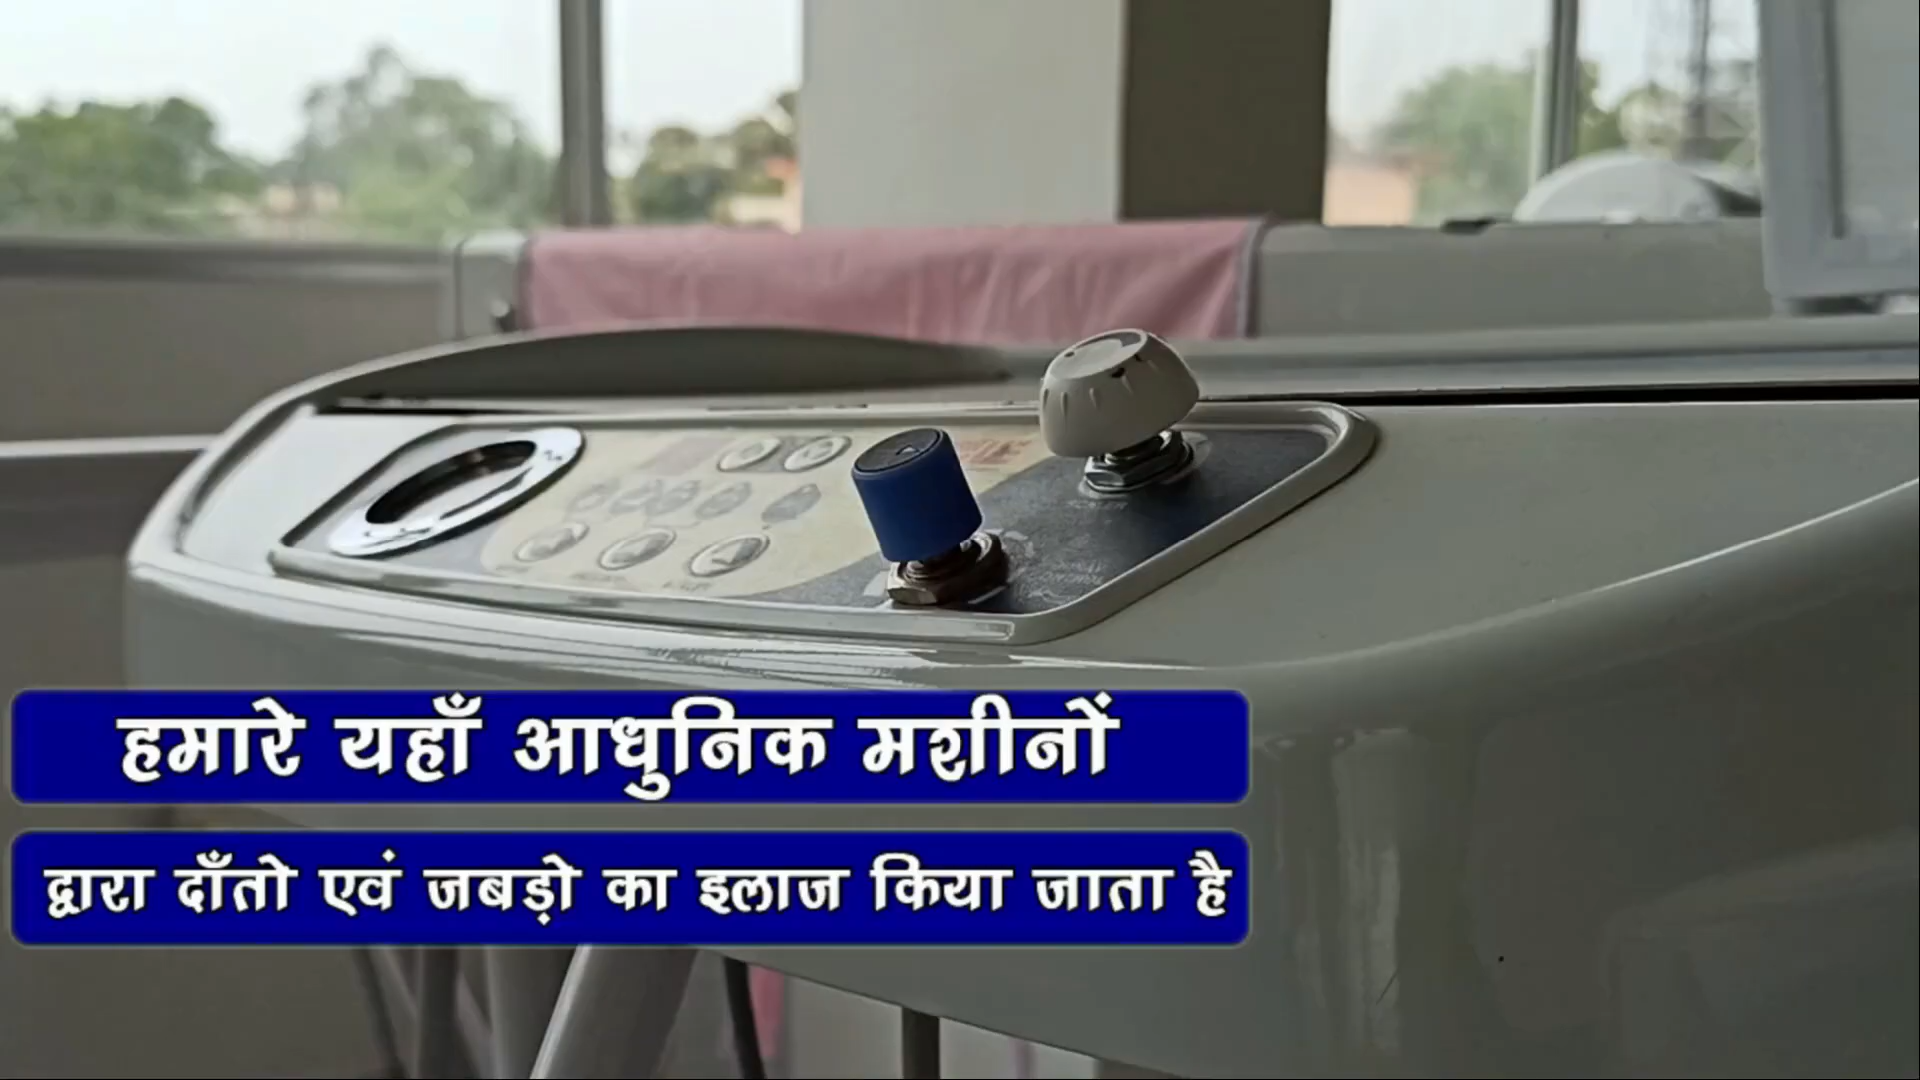 हमारे यहाँ आधुनिक मशीनों
द्वारा दाँतो एवं जबड़ो का इलाज किया जाता है